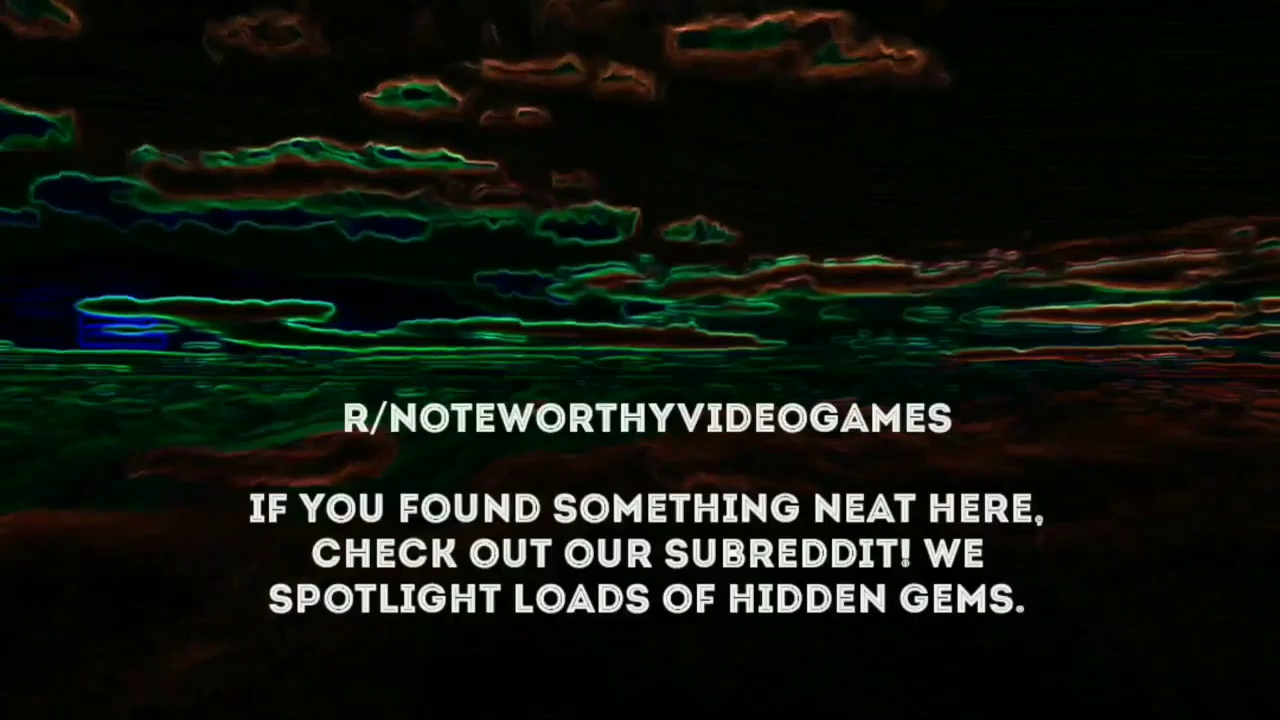 R/NOTEWORTHYVIDEOGAMES
IF YOU FOUND SOMETHING NEAT HERE,
CHECK OUT OUR SUBREDDIT! WE
SPOTLIGHT LOADS OF HIDDEN GEMS.